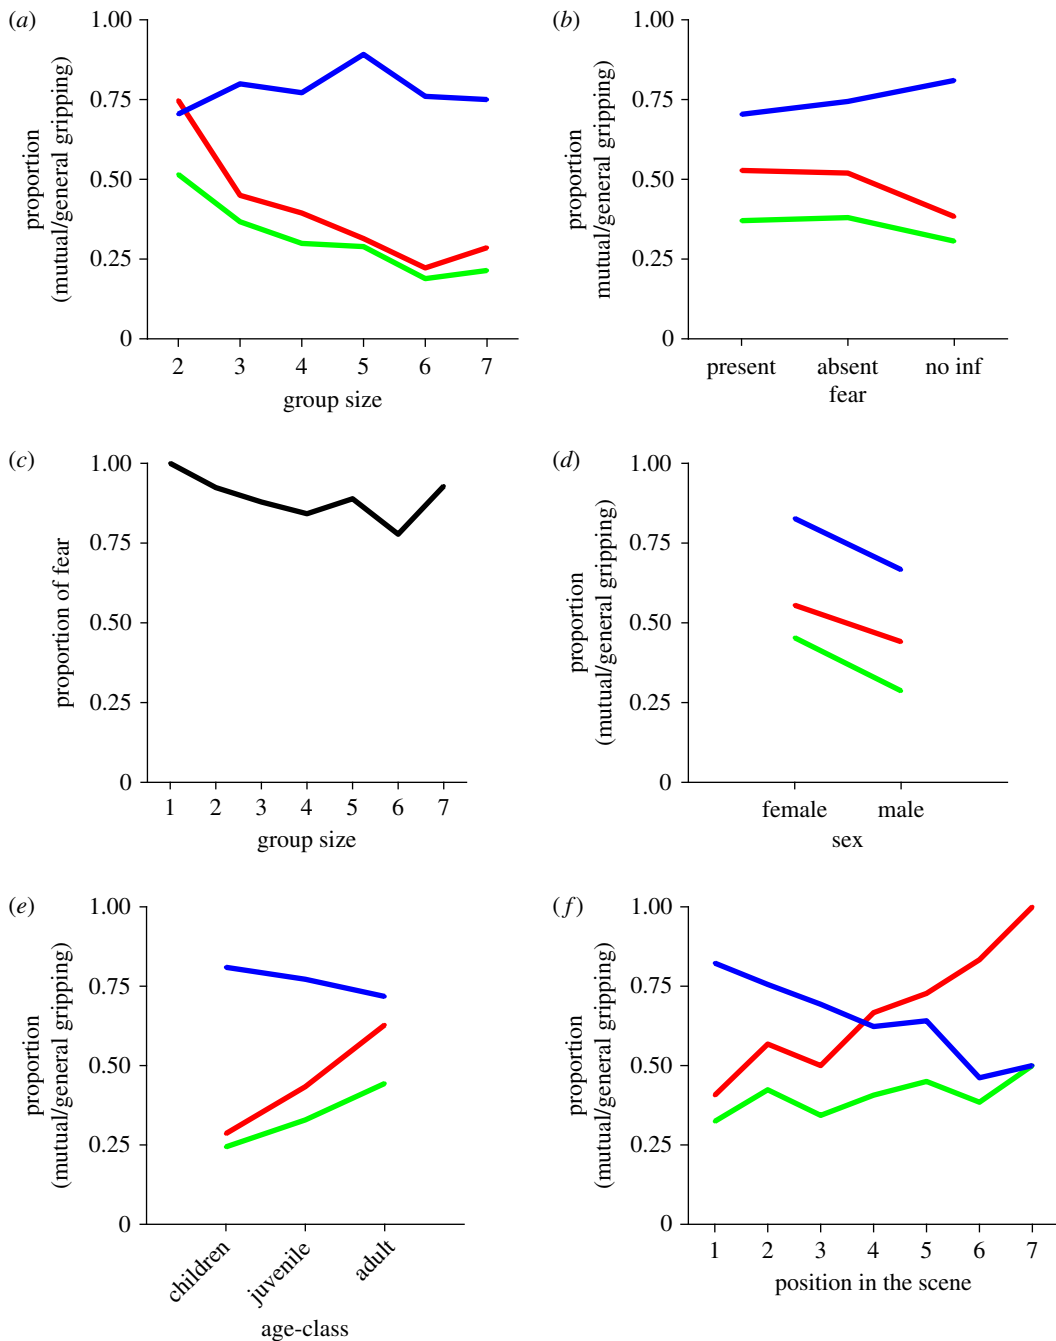 (a)
1.00
0.75
0.50
0.25
0
proportion
(mutual/general gripping)
2 3 4 5 6 7
group size
(b)
1.00
0.75
0.50
0.25
0
proportion
mutual/general gripping)
present absent no inf
fear
(c)
1.00
0.75
0.50
0.25
0
proportion of fear
1 2 3 4 5 6 7
group size
(d)
1.00
0.75
0.50
0.25
0
proportion
(mutual/general gripping)
female male
sex
(e)
1.00
0.75
0.50
0.25
0
proportion
(mutual/general gripping)
children juvenile adult
age-class
(f)
1.00
0.75
0.50
0.25
0
proportion
(mutual/general gripping)
1 2 3 4 5 6 7
position in the scene